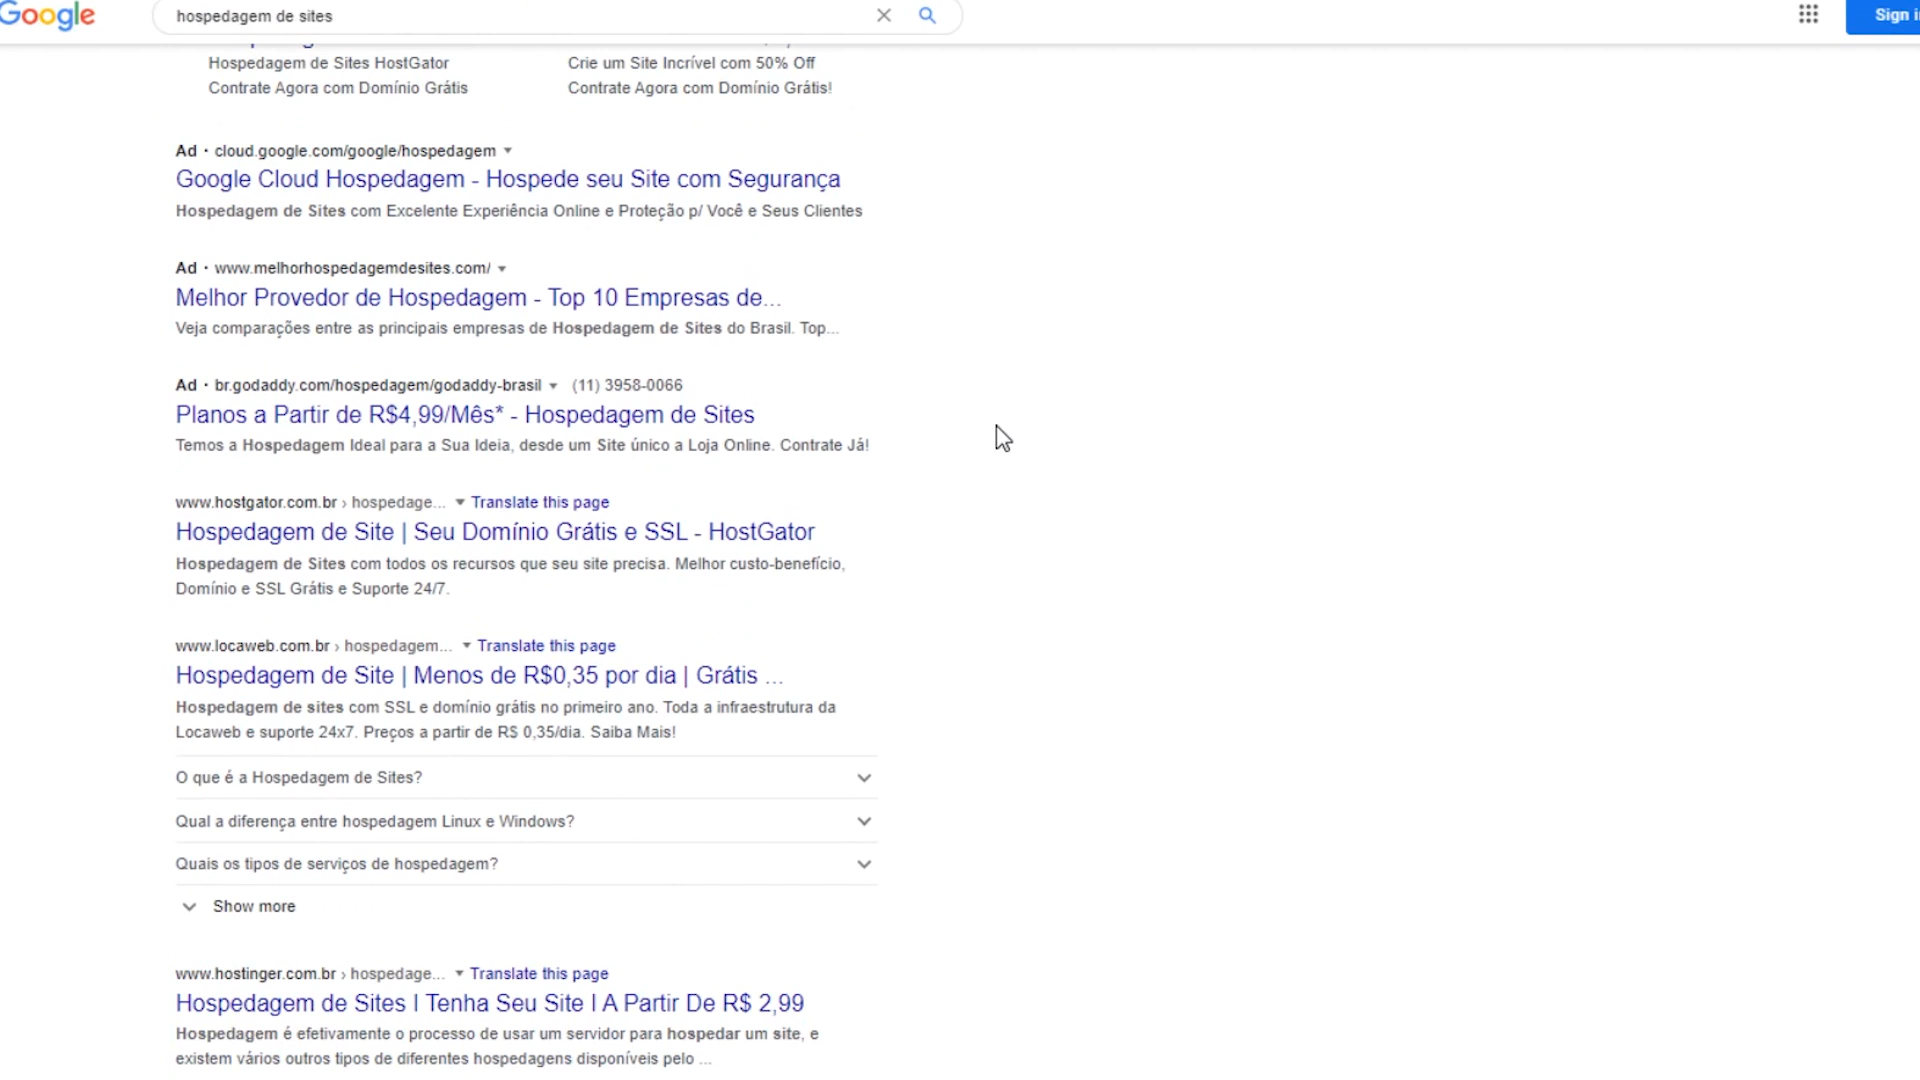 Google
hospedagem de sites
Sign i
Hospedagem de Sites HostGator
Contrate Agora com Domínio Grátis
Crie um Site Incrível com 50% Off
Contrate Agora com Domínio Grátis!
Ad · cloud.google.com/google/hospedagem
Google Cloud Hospedagem - Hospede seu Site com Segurança
Hospedagem de Sites com Excelente Experiência Online e Proteção p/ Você e Seus Clientes
Ad · www.melhorhospedagemdesites.com/
Melhor Provedor de Hospedagem - Top 10 Empresas de...
Veja comparações entre as principais empresas de Hospedagem de Sites do Brasil. Top...
Ad · br.godaddy.com/hospedagem/godaddy-brasil (11) 3958-0066
Planos a Partir de R$4,99/Mês* - Hospedagem de Sites
Temos a Hospedagem Ideal para a Sua Ideia, desde um Site único a Loja Online. Contrate Já!
www.hostgator.com.br › hospedage... Translate this page
Hospedagem de Site | Seu Domínio Grátis e SSL - HostGator
Hospedagem de Sites com todos os recursos que seu site precisa. Melhor custo-benefício,
Domínio e SSL Grátis e Suporte 24/7.
www.locaweb.com.br › hospedagem... Translate this page
Hospedagem de Site | Menos de R$0,35 por dia | Grátis ...
Hospedagem de sites com SSL e domínio grátis no primeiro ano. Toda a infraestrutura da
Locaweb e suporte 24x7. Preços a partir de R$ 0,35/dia. Saiba Mais!
O que é a Hospedagem de Sites?
Qual a diferença entre hospedagem Linux e Windows?
Quais os tipos de serviços de hospedagem?
Show more
www.hostinger.com.br › hospedage... Translate this page
Hospedagem de Sites l Tenha Seu Site l A Partir De R$ 2,99
Hospedagem é efetivamente o processo de usar um servidor para hospedar um site, e
existem vários outros tipos de diferentes hospedagens disponíveis pelo ...